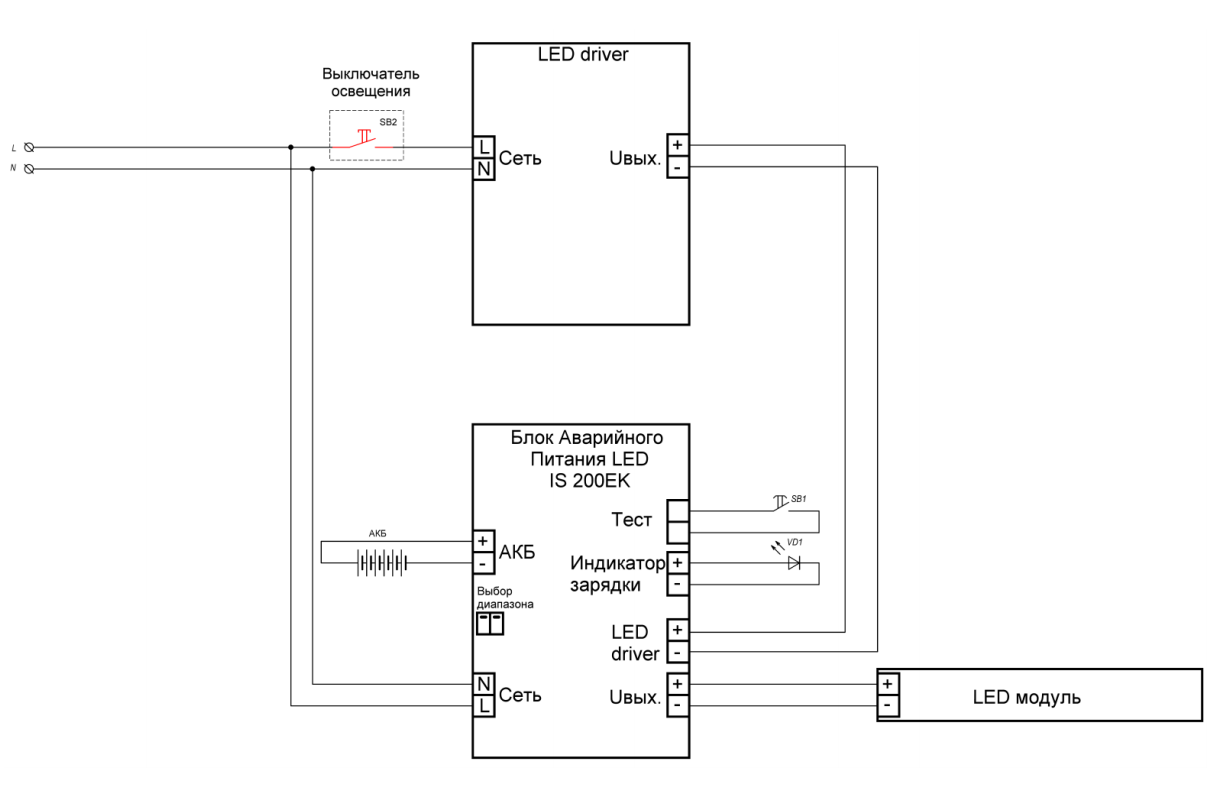 LED driver
Выключатель
освещения
SB2
L
N
L
N
Сеть
Uвых.
+
-
Блок Аварийного
Питания LED
IS 200EK
Тест
SB1
АКБ
+
-
АКБ
Индикатор
зарядки
+
-
VD1
Выбор
диапазона
LED
driver
+
-
N
L
Сеть
Uвых.
+
-
+
-
LED модуль